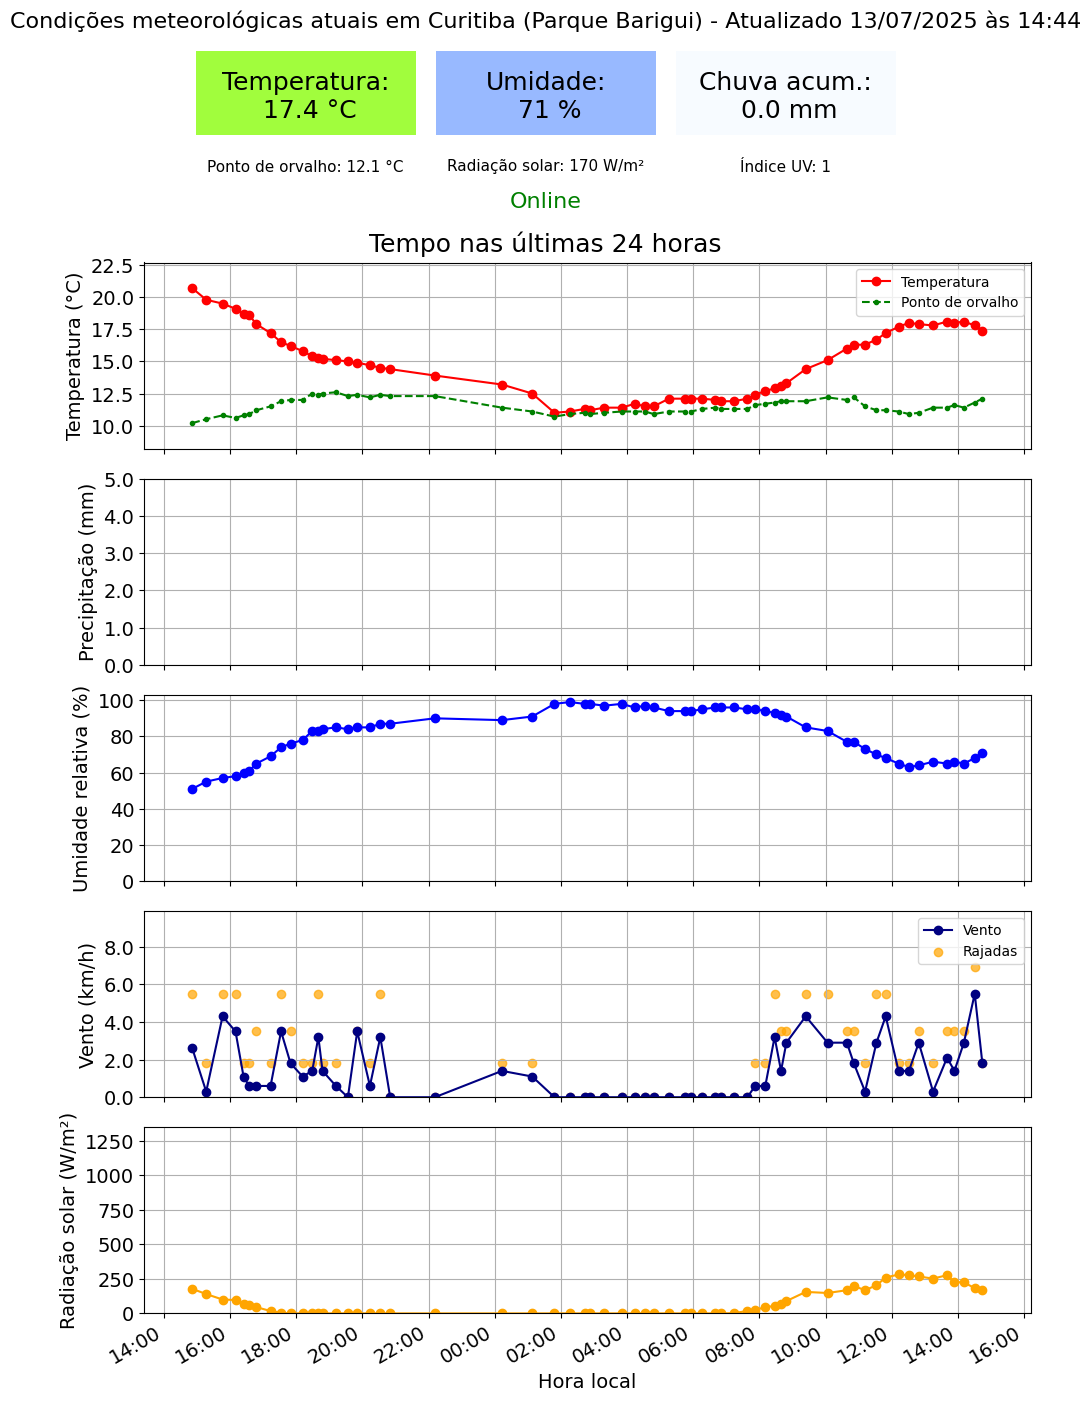 Condições meteorológicas atuais em Curitiba (Parque Barigui) - Atualizado 13/07/2025 às 14:44
Temperatura:
17.4 °C
Umidade:
71 %
Chuva acum.:
0.0 mm
Ponto de orvalho: 12.1 °C
Radiação solar: 170 W/m²
Índice UV: 1
Online
Tempo nas últimas 24 horas
Temperatura (°C)
22.5
20.0
17.5
15.0
12.5
10.0
Temperatura
Ponto de orvalho
Precipitação (mm)
5.0
4.0
3.0
2.0
1.0
0.0
Umidade relativa (%)
100
80
60
40
20
0
Vento (km/h)
8.0
6.0
4.0
2.0
0.0
Vento
Rajadas
Radiação solar (W/m²)
1250
1000
750
500
250
0
14:00
16:00
18:00
20:00
22:00
00:00
02:00
04:00
06:00
08:00
10:00
12:00
14:00
16:00
Hora local